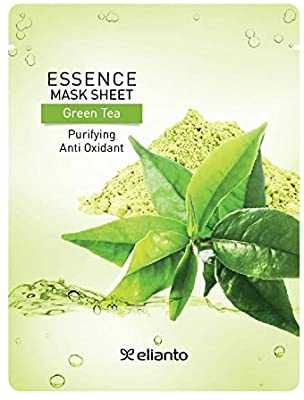 ESSENCE
MASK SHEET
Green Tea
Purifying
Anti Oxidant
elianto